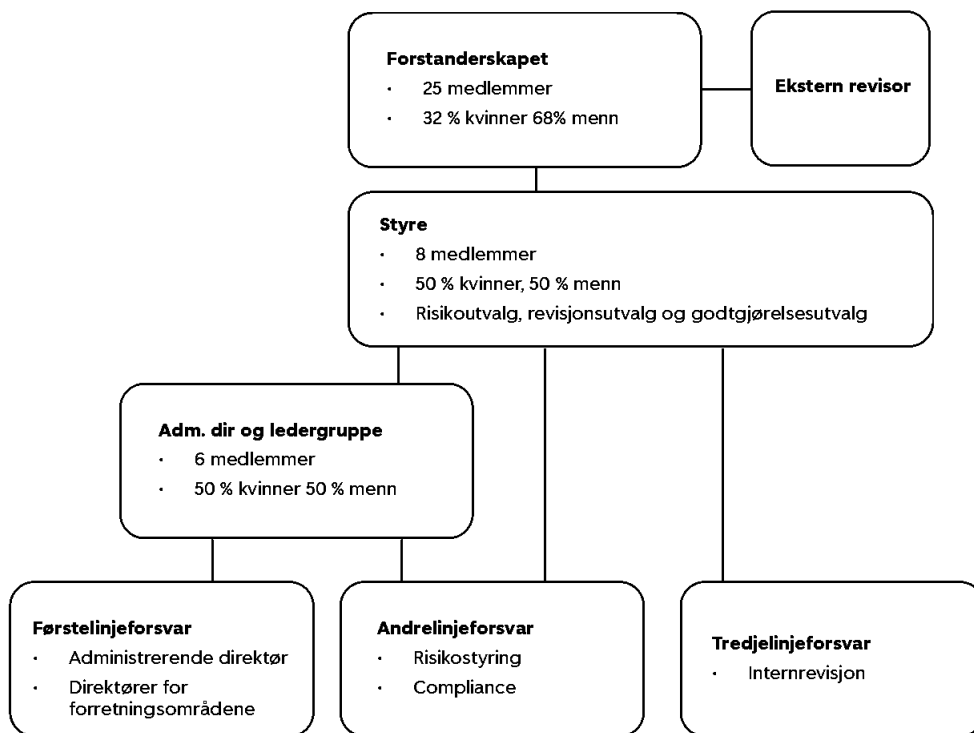 Forstanderskapet
· 25 medlemmer
· 32 % kvinner 68% menn
Ekstern revisor
Styre
· 8 medlemmer
· 50 % kvinner, 50 % menn
· Risikoutvalg, revisjonsutvalg og godtgjørelsesutvalg
Adm. dir og ledergruppe
· 6 medlemmer
· 50 % kvinner 50 % menn
Førstelinjeforsvar
· Administrerende direktør
· Direktører for
forretningsområdene
Andrelinjeforsvar
· Risikostyring
· Compliance
Tredjelinjeforsvar
· Internrevisjon